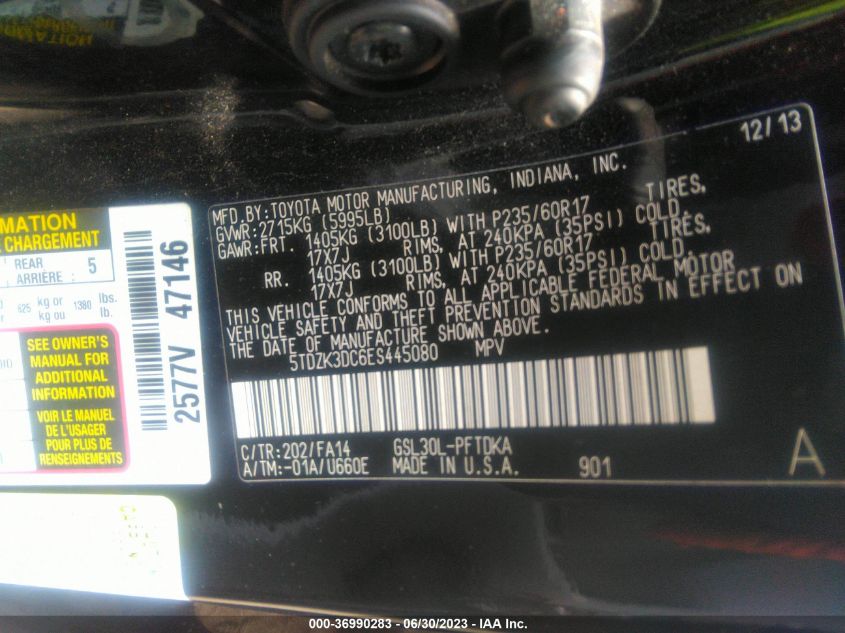 12/13
MFD.BY:TOYOTA MOTOR MANUFACTURING, INDIANA, INC.
GVWR:2715KG (5995LB)
GAWR:FRT. 1405KG (3100LB) WITH P235/60R17 TIRES,
17X7J RIMS, AT 240KPA (35PSI) COLD.
RR. 1405KG (3100LB) WITH P235/60R17 TIRES,
17X7J RIMS, AT 240KPA (35PSI) COLD.
THIS VEHICLE CONFORMS TO ALL APPLICABLE FEDERAL MOTOR
VEHICLE SAFETY AND THEFT PREVENTION STANDARDS IN EFFECT ON
THE DATE OF MANUFACTURE SHOWN ABOVE.
5TDZK3DC6ES445080 MPV
C/TR:202/FA14 GSL30L-PFTDKA
A/TM:-01A/U660E MADE IN U.S.A. 901
A
MATION
CHARGEMENT
REAR
ARRIÈRE : 5
625 kg or 1380 lbs.
kg ou lb.
SEE OWNER'S
MANUAL FOR
ADDITIONAL
INFORMATION
VOIR LE MANUEL
DE L'USAGER
POUR PLUS DE
RENSEIGNEMENTS
2577V 47146
000-36990283 - 06/30/2023 - IAA Inc.